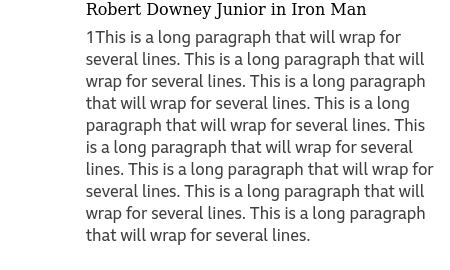 Robert Downey Junior in Iron Man
1This is a long paragraph that will wrap for
several lines. This is a long paragraph that will
wrap for several lines. This is a long paragraph
that will wrap for several lines. This is a long
paragraph that will wrap for several lines. This
is a long paragraph that will wrap for several
lines. This is a long paragraph that will wrap for
several lines. This is a long paragraph that will
wrap for several lines. This is a long paragraph
that will wrap for several lines.